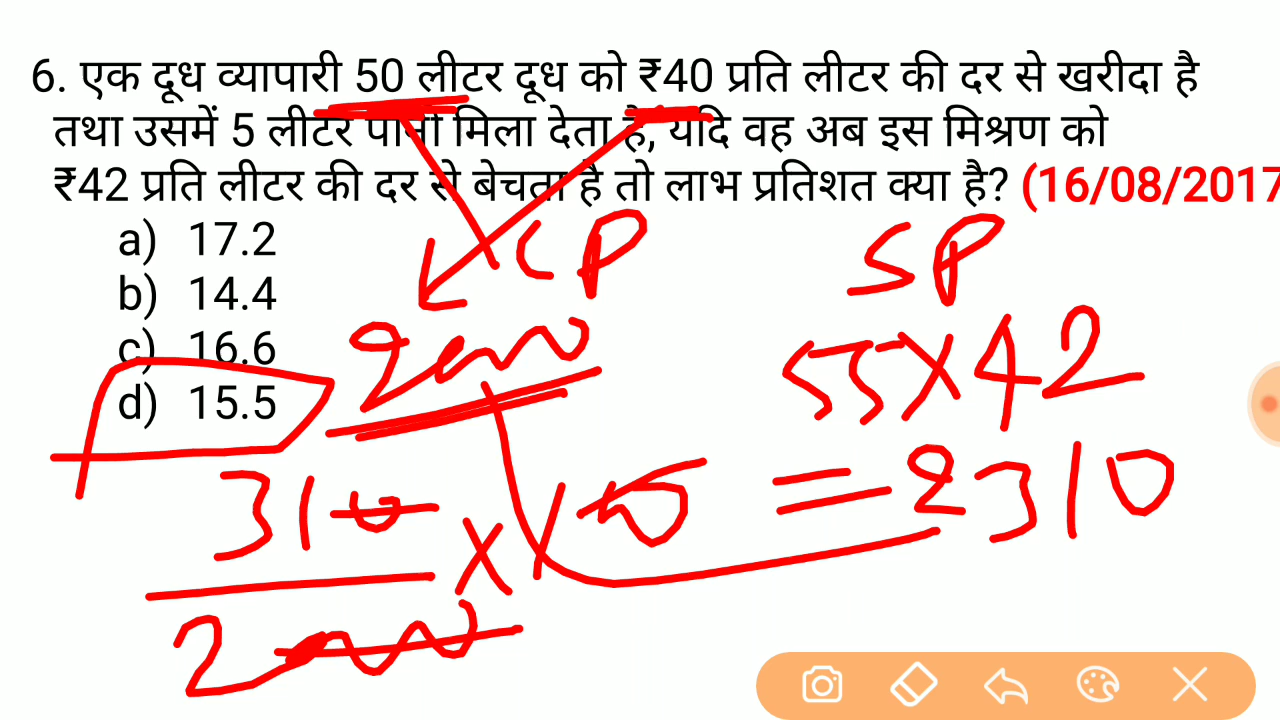 6. एक दूध व्यापारी 50 लीटर दूध को ₹40 प्रति लीटर की दर से खरीदा है
तथा उसमें 5 लीटर पानी मिला देता है, यदि वह अब इस मिश्रण को
₹42 प्रति लीटर की दर से बेचता है तो लाभ प्रतिशत क्या है? (16/08/2017
a) 17.2
b) 14.4
c) 16.6
d) 15.5
CP
SP
2000
55×42
=2310
310 × 100
2000